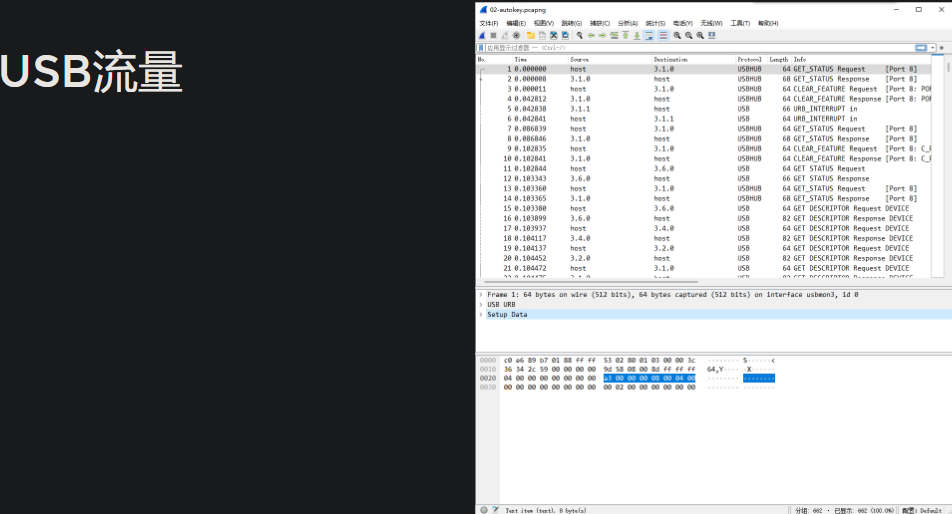 USB流量
02-autokey.pcapng
文件(F) 编辑(E) 视图(V) 跳转(G) 捕获(C) 分析(A) 统计(S) 电话(Y) 无线(W) 工具(T) 帮助(H)
应用显示过滤器 … 〈Ctrl-/〉
No. Time Source Destination Protocol Length Info
1 0.000000 host 3.1.0 USBHUB 64 GET_STATUS Request [Port 8]
2 0.000008 3.1.0 host USBHUB 68 GET_STATUS Response [Port 8]
3 0.000011 host 3.1.0 USBHUB 64 CLEAR_FEATURE Request [Port 8: POR
4 0.042812 3.1.0 host USBHUB 64 CLEAR_FEATURE Response [Port 8: POR
5 0.042838 3.1.1 host USB 66 URB_INTERRUPT in
6 0.042841 host 3.1.1 USB 64 URB_INTERRUPT in
7 0.086839 host 3.1.0 USBHUB 64 GET_STATUS Request [Port 8]
8 0.086846 3.1.0 host USBHUB 68 GET_STATUS Response [Port 8]
9 0.102835 host 3.1.0 USBHUB 64 CLEAR_FEATURE Request [Port 8: C_P
10 0.102841 3.1.0 host USBHUB 64 CLEAR_FEATURE Response [Port 8: C_P
11 0.102844 host 3.6.0 USB 64 GET STATUS Request
12 0.103343 3.6.0 host USB 66 GET STATUS Response
13 0.103360 host 3.1.0 USBHUB 64 GET_STATUS Request [Port 8]
14 0.103365 3.1.0 host USBHUB 68 GET_STATUS Response [Port 8]
15 0.103380 host 3.6.0 USB 64 GET DESCRIPTOR Request DEVICE
16 0.103899 3.6.0 host USB 82 GET DESCRIPTOR Response DEVICE
17 0.103937 host 3.4.0 USB 64 GET DESCRIPTOR Request DEVICE
18 0.104117 3.4.0 host USB 82 GET DESCRIPTOR Response DEVICE
19 0.104137 host 3.2.0 USB 64 GET DESCRIPTOR Request DEVICE
20 0.104452 3.2.0 host USB 82 GET DESCRIPTOR Response DEVICE
21 0.104472 host 3.1.0 USB 64 GET DESCRIPTOR Request DEVICE
Frame 1: 64 bytes on wire (512 bits), 64 bytes captured (512 bits) on interface usbmon3, id 0
USB URB
Setup Data
0000 c0 e6 89 b7 01 88 ff ff 53 02 80 01 03 00 00 3c ········ S······<
0010 36 34 2c 59 00 00 00 00 9d 58 08 00 8d ff ff ff 64,Y···· ·X······
0020 04 00 00 00 00 00 00 00 a3 00 00 00 08 00 04 00 ········ ········
0030 00 00 00 00 00 00 00 00 00 02 00 00 00 00 00 00 ········ ········
Text item (text), 8 byte(s) 分组: 662 · 已显示: 662 (100.0%) 配置: Default